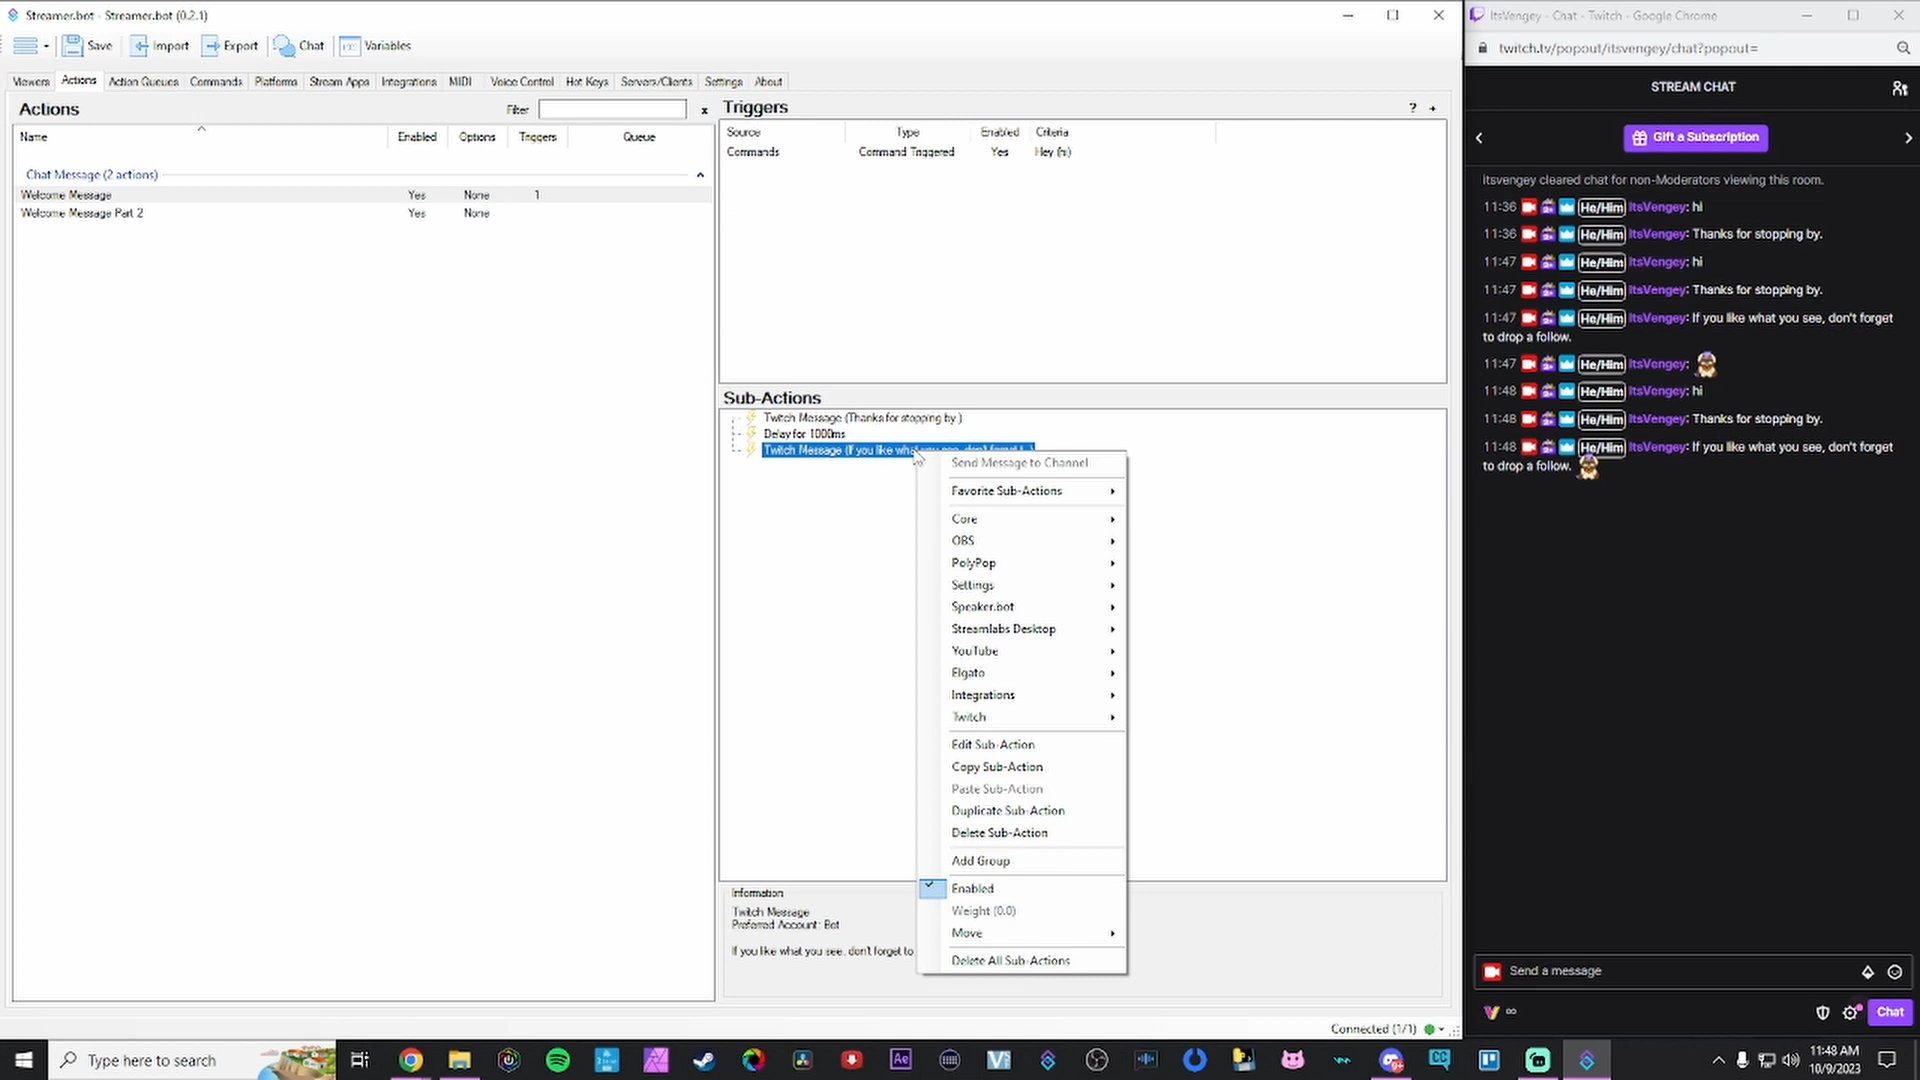 Streamer.bot - Streamer.bot (0.2.1)
Save
Import
Export
Chat
Variables
Viewers
Actions
Action Queues
Commands
Platforms
Stream Apps
Integrations
MIDI
Voice Control
Hot Keys
Servers/Clients
Settings
About
Actions
Filter
x
Name
Enabled
Options
Triggers
Queue
Chat Message (2 actions)
Welcome Message Yes None 1
Welcome Message Part 2 Yes None
Triggers
? +
Source Type Enabled Criteria
Commands Command Triggered Yes Hey (hi)
Sub-Actions
Twitch Message (Thanks for stopping by.)
Delay for 1000ms
Twitch Message (If you like what you see, don't forget t...)
Send Message to Channel
Favorite Sub-Actions
Core
OBS
PolyPop
Settings
Speaker.bot
Streamlabs Desktop
YouTube
Elgato
Integrations
Twitch
Edit Sub-Action
Copy Sub-Action
Paste Sub-Action
Duplicate Sub-Action
Delete Sub-Action
Add Group
Enabled
Weight (0.0)
Move
Delete All Sub-Actions
Information
Twitch Message
Preferred Account: Bot
If you like what you see, don't forget to
Connected (1/1)
ItsVengey - Chat - Twitch - Google Chrome
twitch.tv/popout/itsvengey/chat?popout=
STREAM CHAT
Gift a Subscription
itsvengey cleared chat for non-Moderators viewing this room.
11:36 He/Him ItsVengey: hi
11:36 He/Him ItsVengey: Thanks for stopping by.
11:47 He/Him ItsVengey: hi
11:47 He/Him ItsVengey: Thanks for stopping by.
11:47 He/Him ItsVengey: If you like what you see, don't forget
to drop a follow.
11:47 He/Him ItsVengey:
11:48 He/Him ItsVengey: hi
11:48 He/Him ItsVengey: Thanks for stopping by.
11:48 He/Him ItsVengey: If you like what you see, don't forget
to drop a follow.
Send a message
∞
Chat
Type here to search
Ae
CC
11:48 AM
10/9/2023